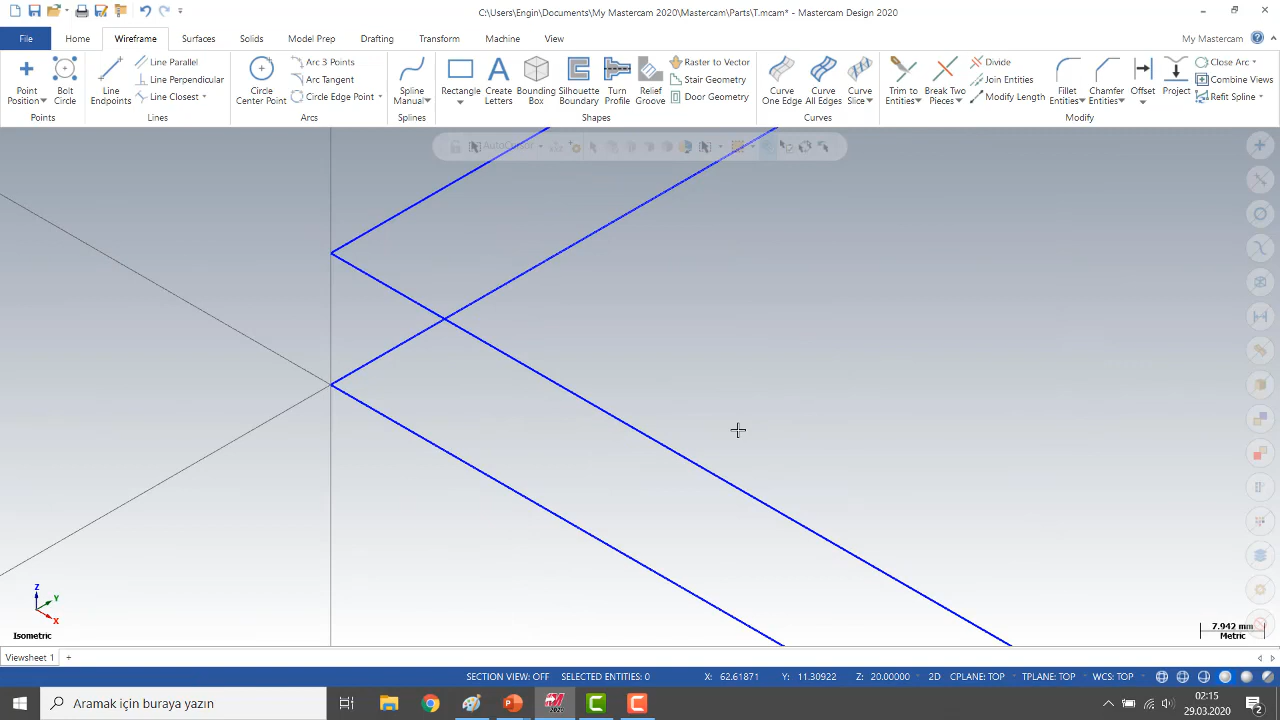 C:\Users\Engin\Documents\My Mastercam 2020\Mastercam\Parts\T.mcam* - Mastercam Design 2020
File Home Wireframe Surfaces Solids Model Prep Drafting Transform Machine View My Mastercam
Point Position
Bolt Circle
Points
Line Endpoints
Line Parallel
Line Perpendicular
Line Closest
Lines
Circle Center Point
Arc 3 Points
Arc Tangent
Circle Edge Point
Arcs
Spline Manual
Splines
Rectangle
Create Letters
Bounding Box
Silhouette Boundary
Turn Profile
Relief Groove
Raster to Vector
Stair Geometry
Door Geometry
Shapes
Curve One Edge
Curve All Edges
Curve Slice
Curves
Trim to Entities
Break Two Pieces
Divide
Join Entities
Modify Length
Fillet Entities
Chamfer Entities
Offset
Project
Close Arc
Combine Views
Refit Spline
Modify
AutoCursor
Z
Y
X
Isometric
7.942 mm
Metric
Viewsheet 1 +
SECTION VIEW: OFF SELECTED ENTITIES: 0 X: 62.61871 Y: 11.30922 Z: 20.00000 2D CPLANE: TOP TPLANE: TOP WCS: TOP
Aramak için buraya yazın
2020
02:15
29.03.2020
2